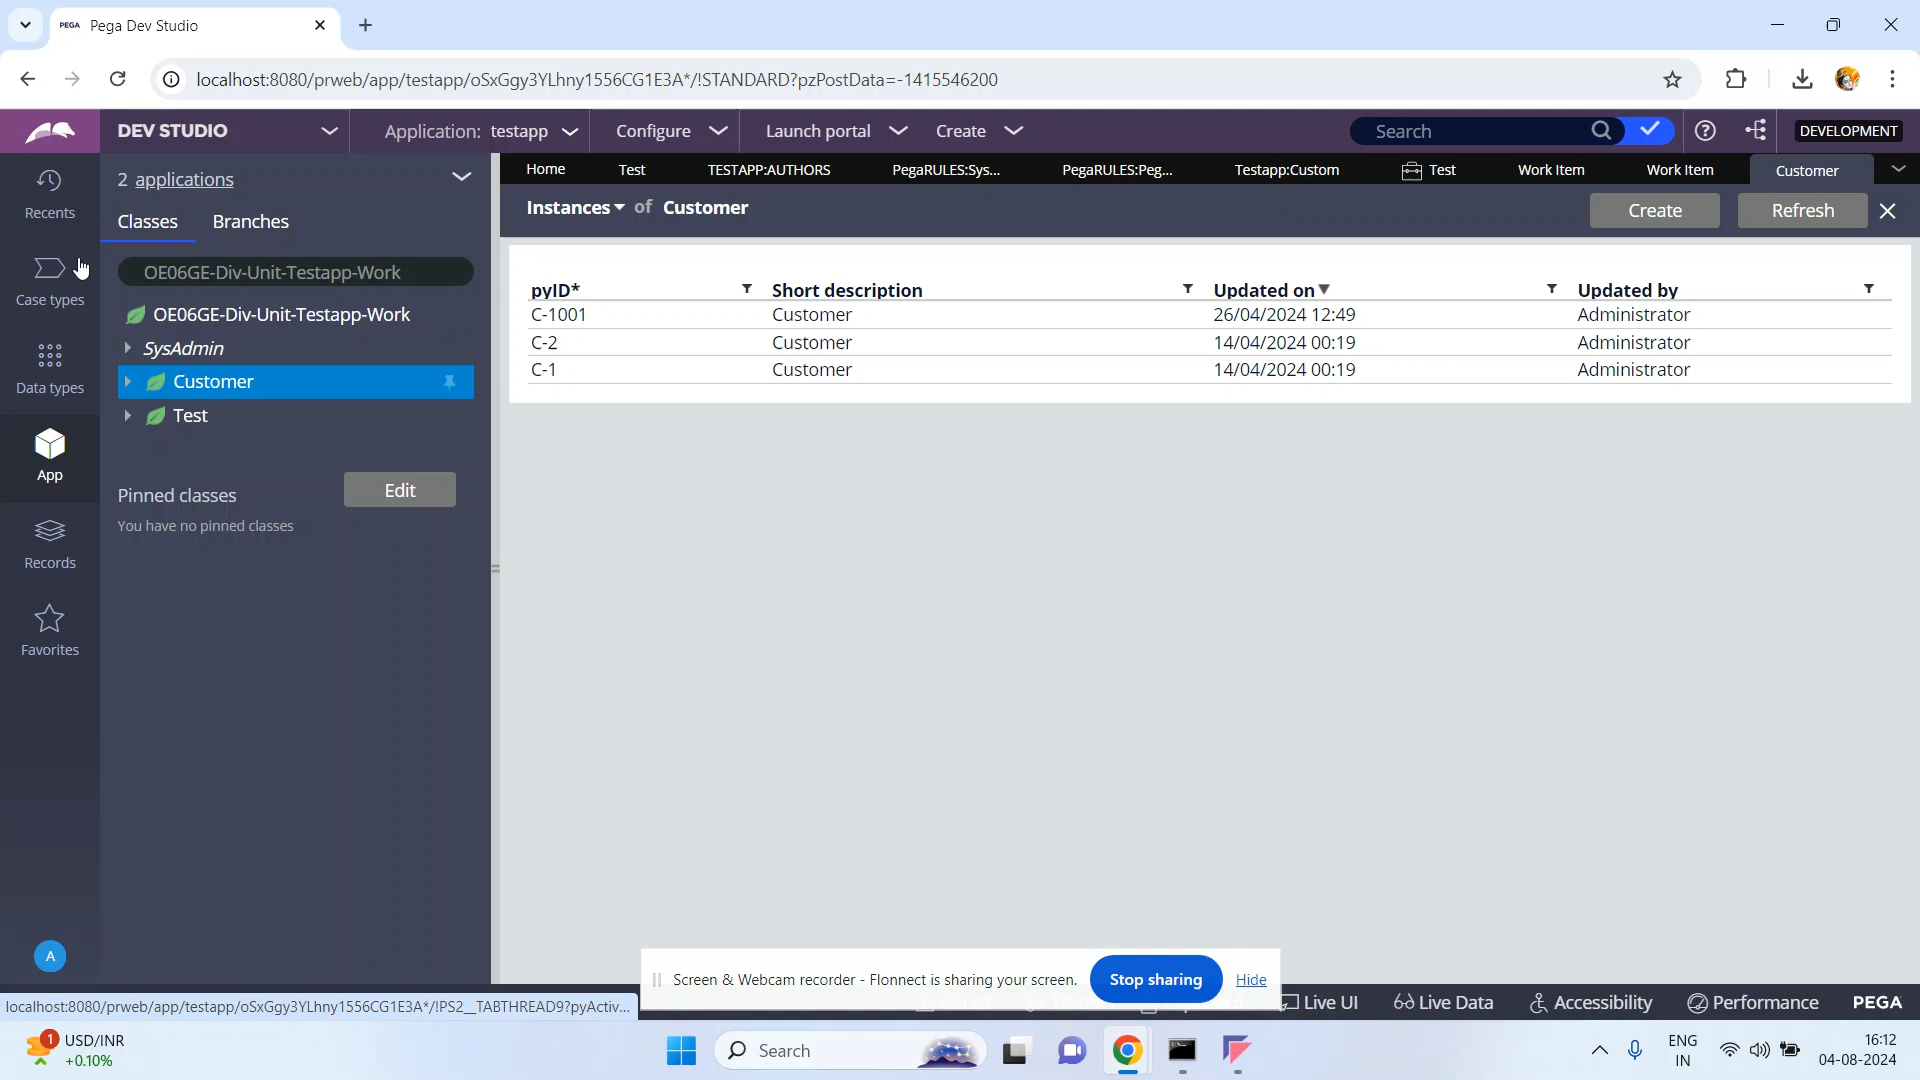 PEGA Pega Dev Studio
localhost:8080/prweb/app/testapp/oSxGgy3YLhny1556CG1E3A*/!STANDARD?pzPostData=-1415546200
DEV STUDIO
Application: testapp
Configure
Launch portal
Create
Search
DEVELOPMENT
Recents
Case types
Data types
App
Records
Favorites
A
2 applications
Classes Branches
OE06GE-Div-Unit-Testapp-Work
OE06GE-Div-Unit-Testapp-Work
SysAdmin
Customer
Test
Pinned classes Edit
You have no pinned classes
Home Test TESTAPP:AUTHORS PegaRULES:Sys... PegaRULES:Peg... Testapp:Custom Test Work Item Work Item Customer
Instances of Customer Create Refresh
pyID* Short description Updated on Updated by
C-1001 Customer 26/04/2024 12:49 Administrator
C-2 Customer 14/04/2024 00:19 Administrator
C-1 Customer 14/04/2024 00:19 Administrator
Screen & Webcam recorder - Flonnect is sharing your screen. Stop sharing Hide
localhost:8080/prweb/app/testapp/oSxGgy3YLhny1556CG1E3A*/!PS2__TABTHREAD9?pyActiv...
Live UI Live Data Accessibility Performance PEGA
1 USD/INR
+0.10%
Search
ENG
IN
16:12
04-08-2024